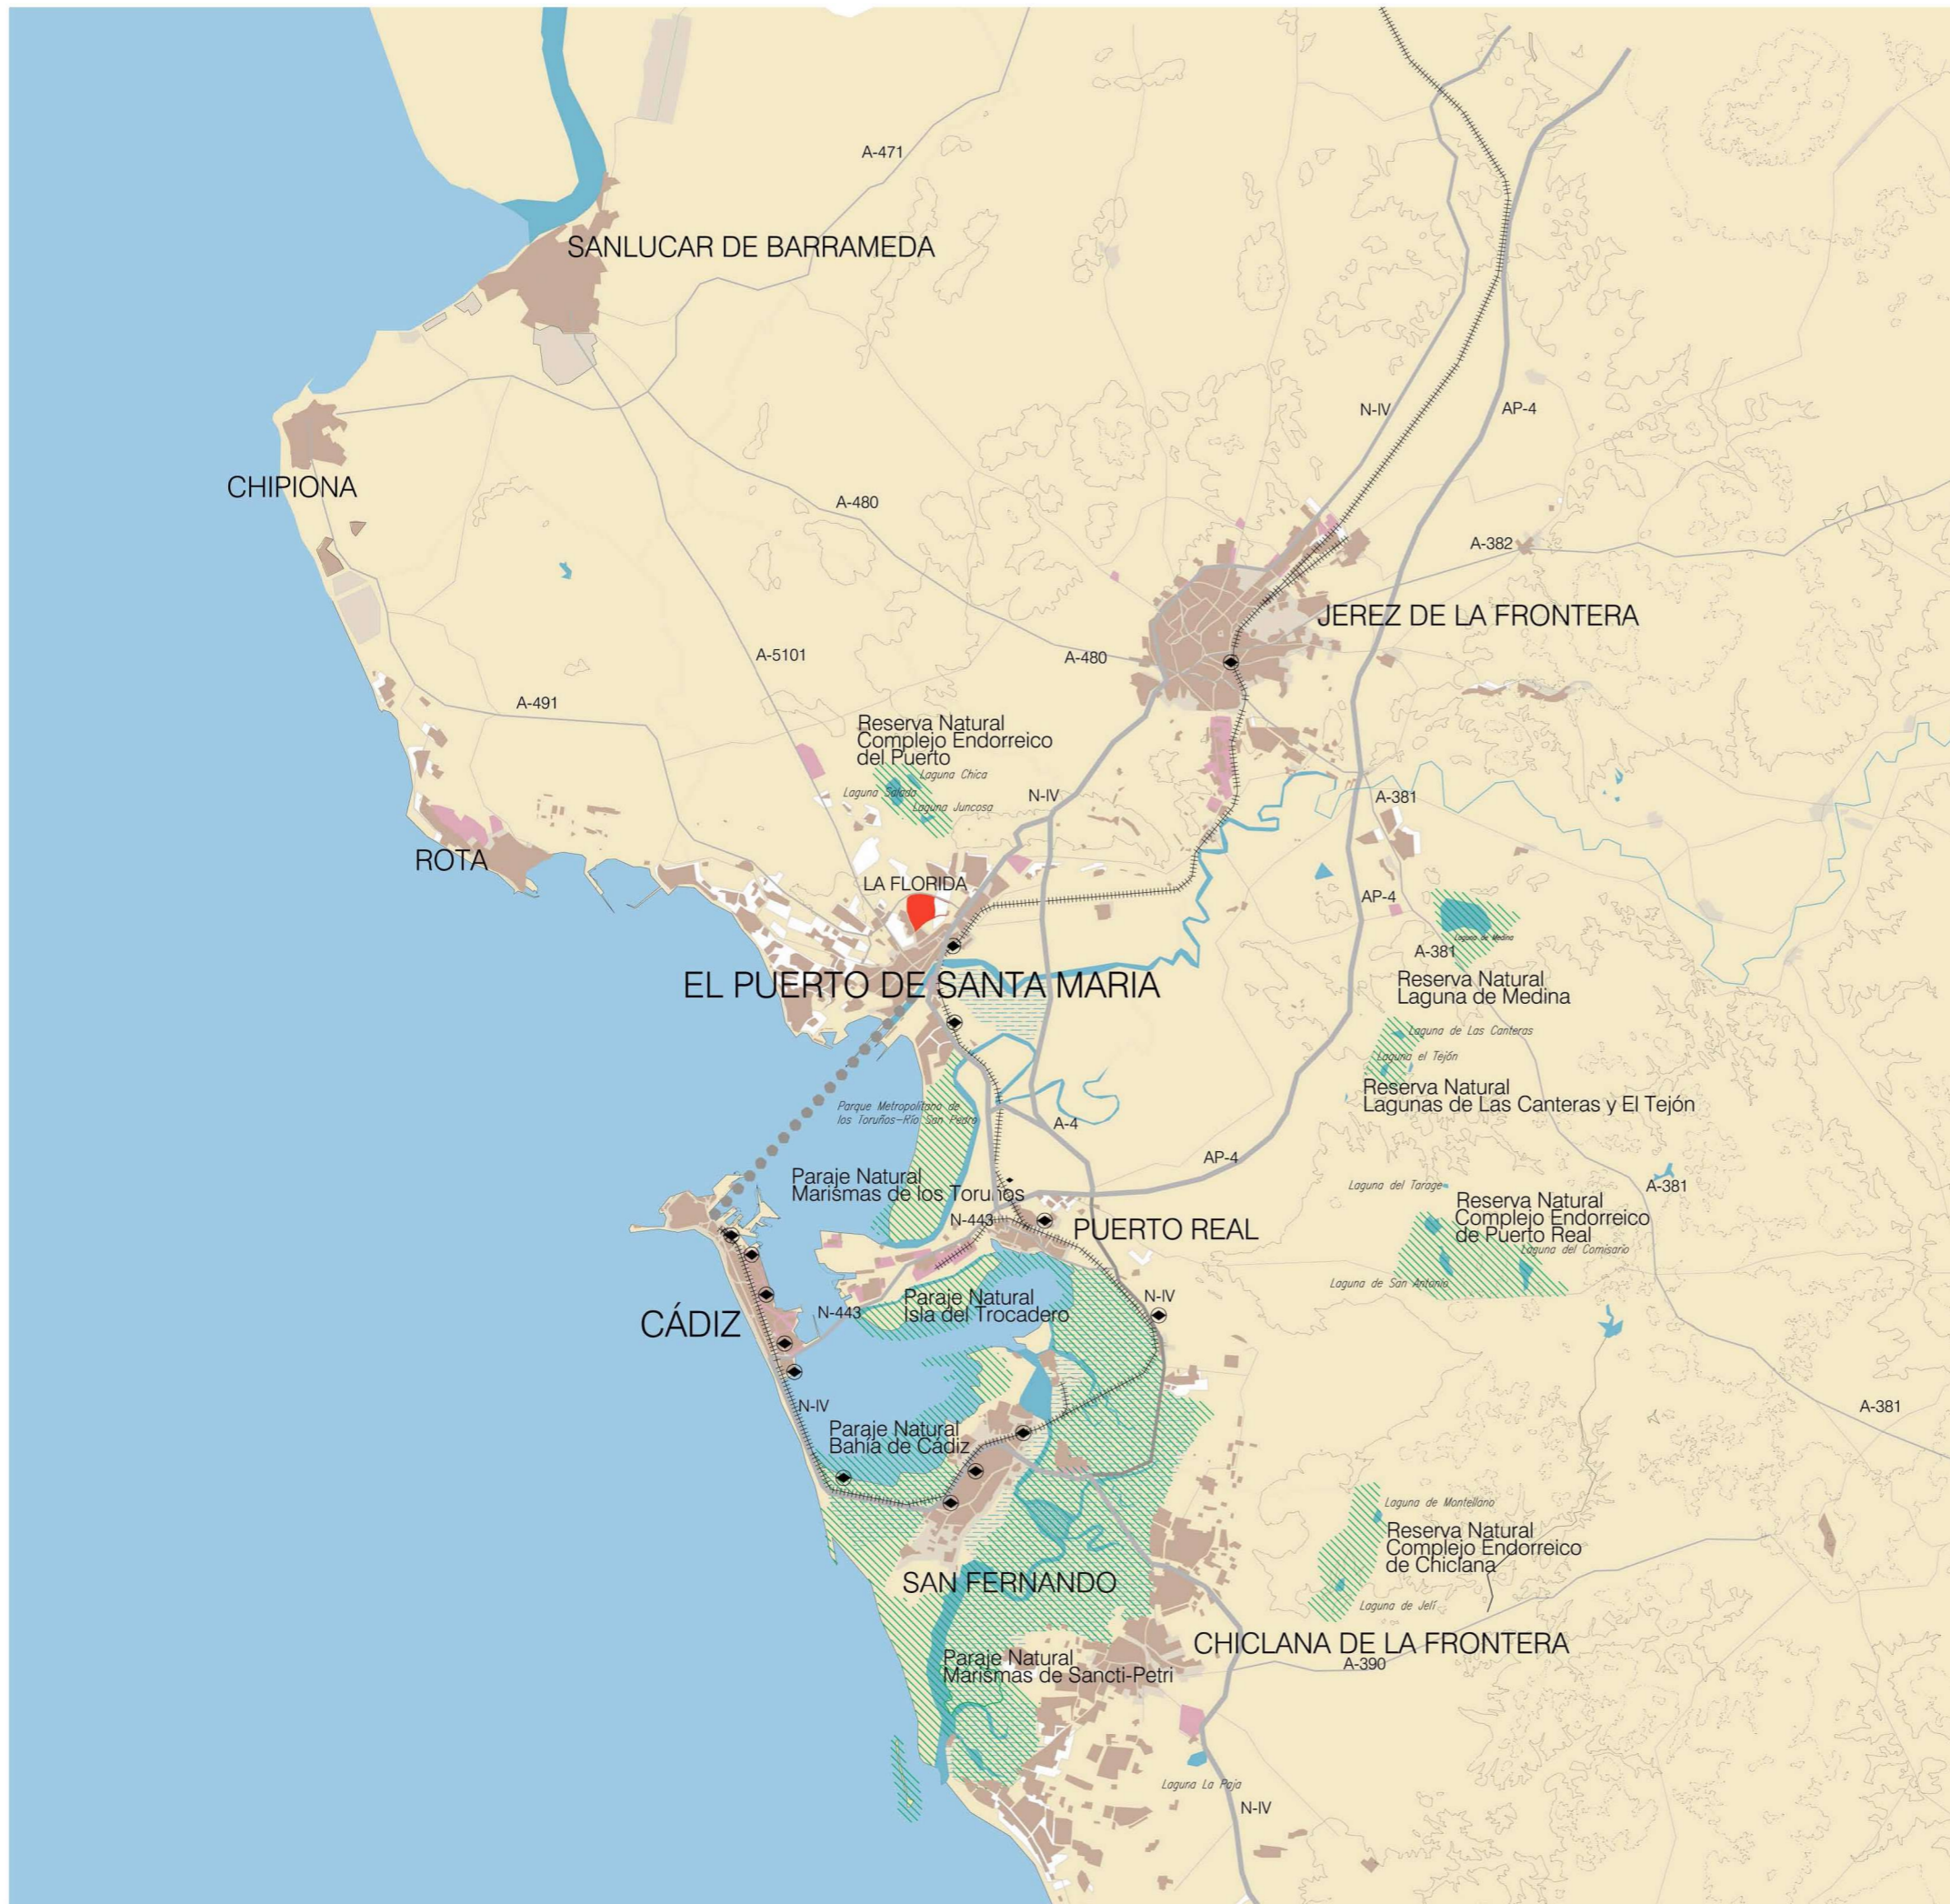 A-471
SANLUCAR DE BARRAMEDA
N-IV
AP-4
CHIPIONA
A-480
A-382
JEREZ DE LA FRONTERA
A-5101
A-480
A-491
Reserva Natural
Complejo Endorreico
del Puerto
Laguna Chica
Laguna Salada
Laguna Juncosa
N-IV
A-381
ROTA
LA FLORIDA
AP-4
Laguna de Medina
A-381
EL PUERTO DE SANTA MARIA
Reserva Natural
Laguna de Medina
Laguna de Las Canteras
Laguna el Tejón
Reserva Natural
Lagunas de Las Canteras y El Tejón
Parque Metropolitano de
los Toruños-Río San Pedro
A-4
AP-4
Paraje Natural
Marismas de los Toruños
Laguna del Tarage
A-381
Reserva Natural
Complejo Endorreico
de Puerto Real
Laguna del Comisario
N-443
PUERTO REAL
Laguna de San Antonio
Paraje Natural
Isla del Trocadero
N-IV
N-443
CÁDIZ
N-IV
A-381
Paraje Natural
Bahía de Cádiz
Laguna de Montellano
Reserva Natural
Complejo Endorreico
de Chiclana
SAN FERNANDO
Laguna de Jelí
CHICLANA DE LA FRONTERA
A-390
Paraje Natural
Marismas de Sancti-Petri
Laguna La Paja
N-IV